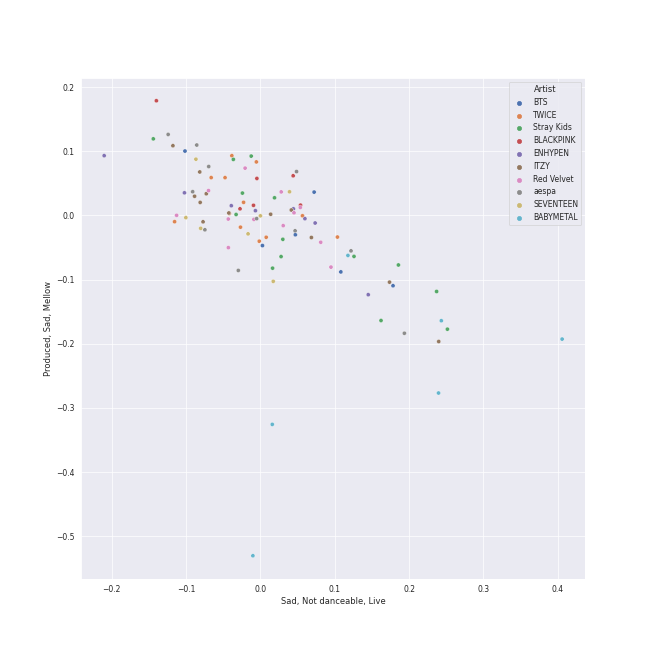 Artist
BTS
TWICE
Stray Kids
BLACKPINK
ENHYPEN
ITZY
Red Velvet
aespa
SEVENTEEN
BABYMETAL
0.2
0.1
0.0
−0.1
−0.2
−0.3
−0.4
−0.5
Produced, Sad, Mellow
−0.2
−0.1
0.0
0.1
0.2
0.3
0.4
Sad, Not danceable, Live